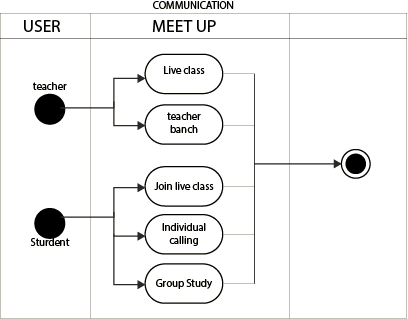 COMMUNICATION
USER
MEET UP
teacher
Live class
teacher
banch
Join live class
Sturdent
Individual
calling
Group Study